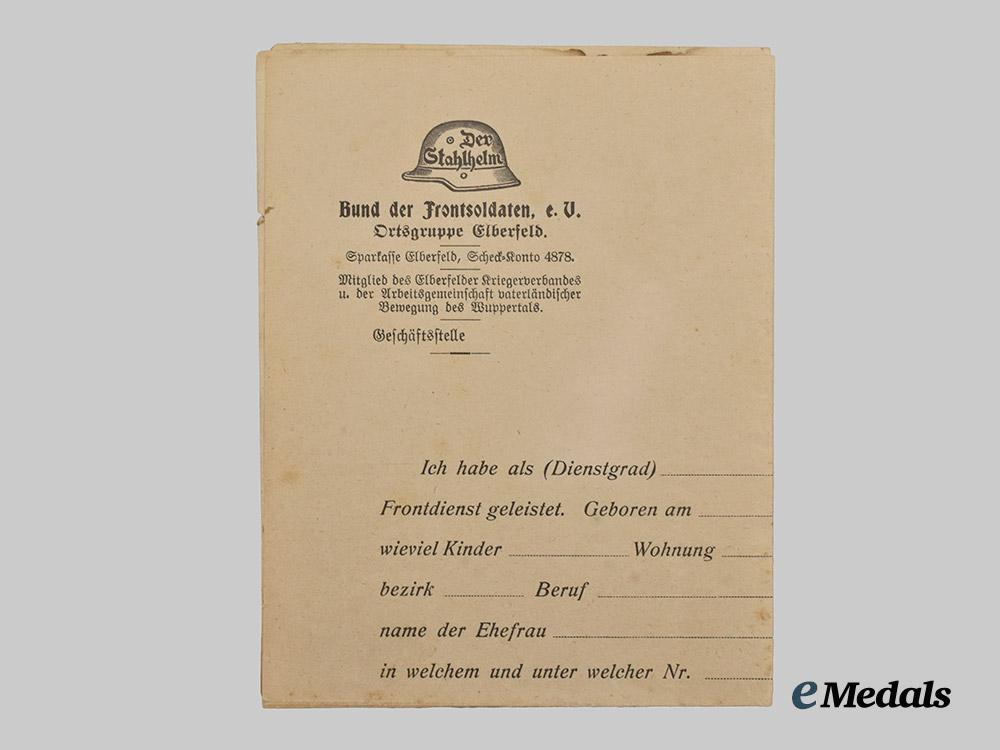 Der
Stahlhelm
Bund der Frontsoldaten, e. V.
Ortsgruppe Elberfeld.
Sparkasse Elberfeld, Scheck-Konto 4878.
Mitglied des Elberfelder Kriegerverbandes
u. der Arbeitsgemeinschaft vaterländischer
Bewegung des Wuppertals.
Geschäftsstelle
Ich habe als (Dienstgrad)
Frontdienst geleistet. Geboren am
wieviel Kinder Wohnung
bezirk Beruf
name der Ehefrau
in welchem und unter welcher Nr.
eMedals